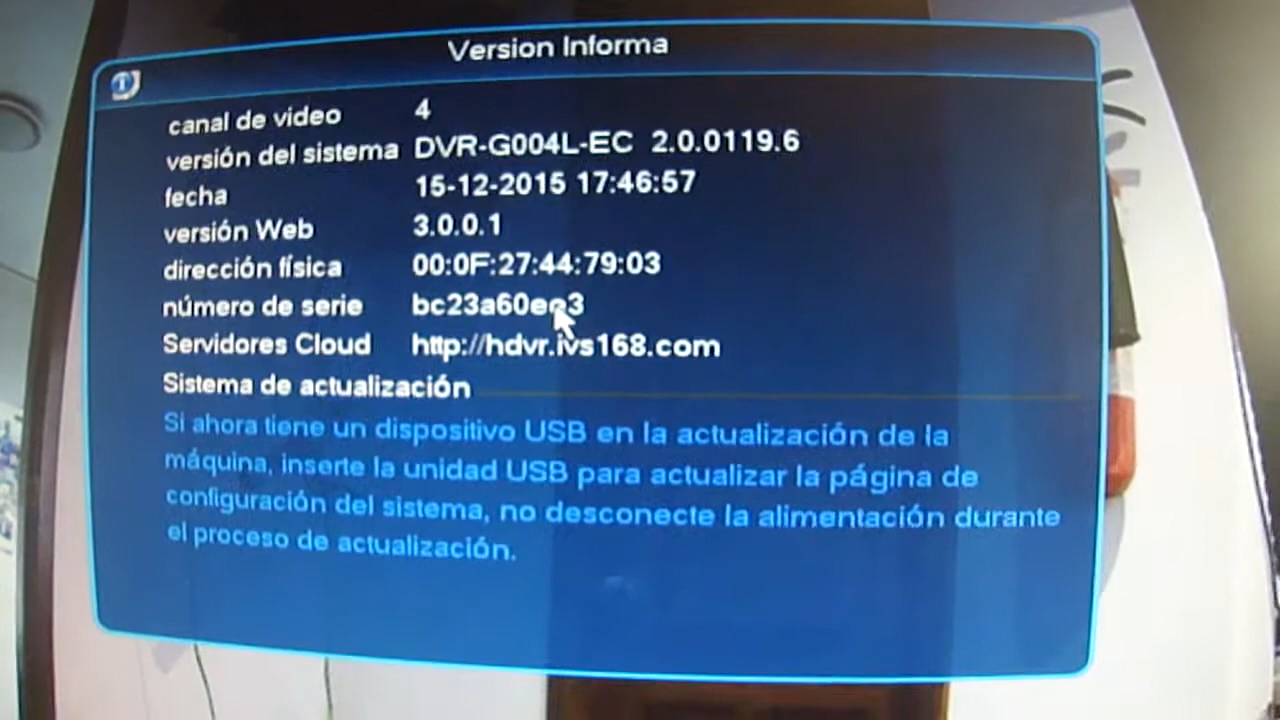 Version Informa
canal de video 4
versión del sistema DVR-G004L-EC 2.0.0119.6
fecha 15-12-2015 17:46:57
versión Web 3.0.0.1
dirección física 00:0F:27:44:79:03
número de serie
Servidores Cloud http://hdvr.ivs168.com
Sistema de actualización
Si ahora tiene un dispositivo USB en la actualización de la
máquina, inserte la unidad USB para actualizar la página de
configuración del sistema, no desconecte la alimentación durante
el proceso de actualización.